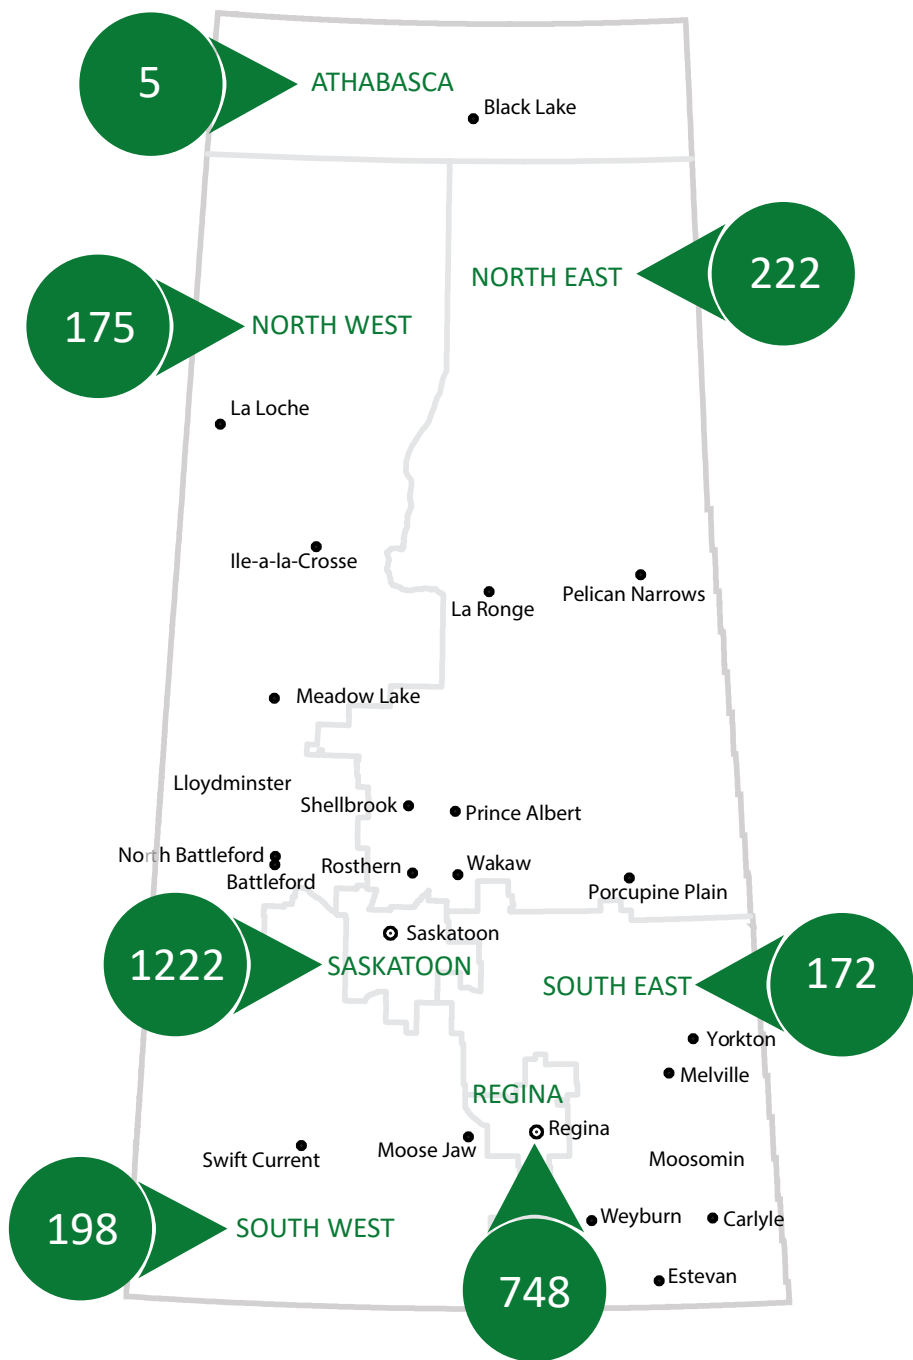 5
ATHABASCA
Black Lake
222
NORTH EAST
175
NORTH WEST
La Loche
Ile-a-la-Crosse
La Ronge
Pelican Narrows
Meadow Lake
Lloydminster
Shellbrook
Prince Albert
North Battleford
Battleford
Rosthern
Wakaw
Porcupine Plain
Saskatoon
1222
SASKATOON
SOUTH EAST
172
Yorkton
Melville
REGINA
Regina
Moose Jaw
Swift Current
Moosomin
198
SOUTH WEST
Weyburn
Carlyle
Estevan
748